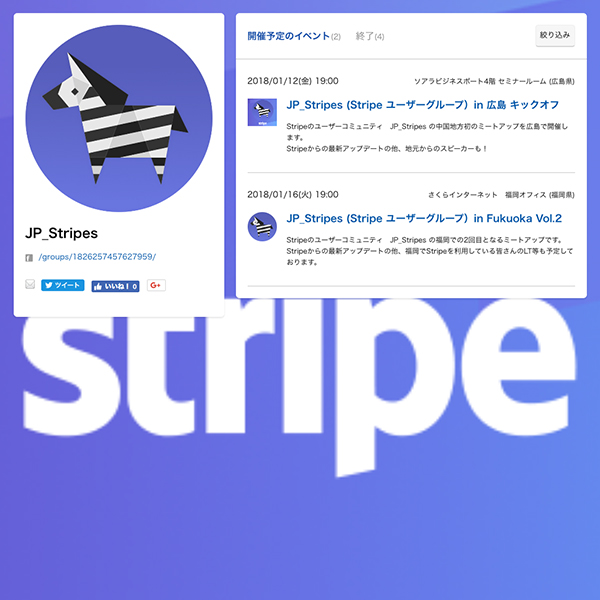 JP_Stripes
/groups/1826257457627959/
ツイート
いいね！ 0
G+
開催予定のイベント(2) 終了(4) 絞り込み
2018/01/12(金) 19:00 ソアラビジネスポート4階 セミナールーム (広島県)
JP_Stripes (Stripe ユーザーグループ）in 広島 キックオフ
Stripeのユーザーコミュニティ　JP_Stripes の中国地方初のミートアップを広島で開催し
ます。
Stripeからの最新アップデートの他、地元からのスピーカーも！
2018/01/16(火) 19:00 さくらインターネット　福岡オフィス (福岡県)
JP_Stripes (Stripe ユーザーグループ）in Fukuoka Vol.2
Stripeのユーザーコミュニティ　JP_Stripes の福岡での2回目となるミートアップです。
Stripeからの最新アップデートの他、福岡でStripeを利用している皆さんのLT等も予定して
おります。
stripe